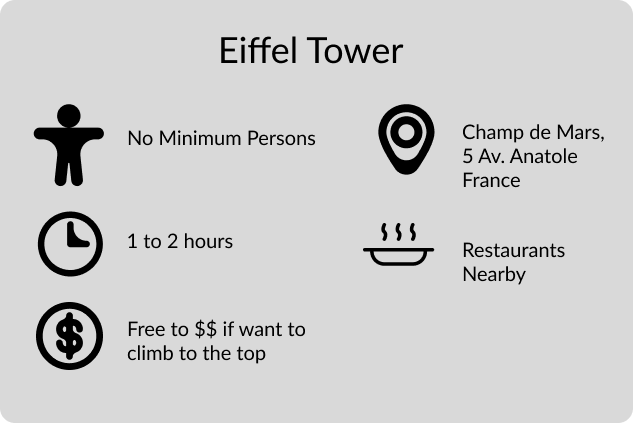 Eiffel Tower
No Minimum Persons
1 to 2 hours
Free to $$ if want to
climb to the top
Champ de Mars,
5 Av. Anatole
France
Restaurants
Nearby